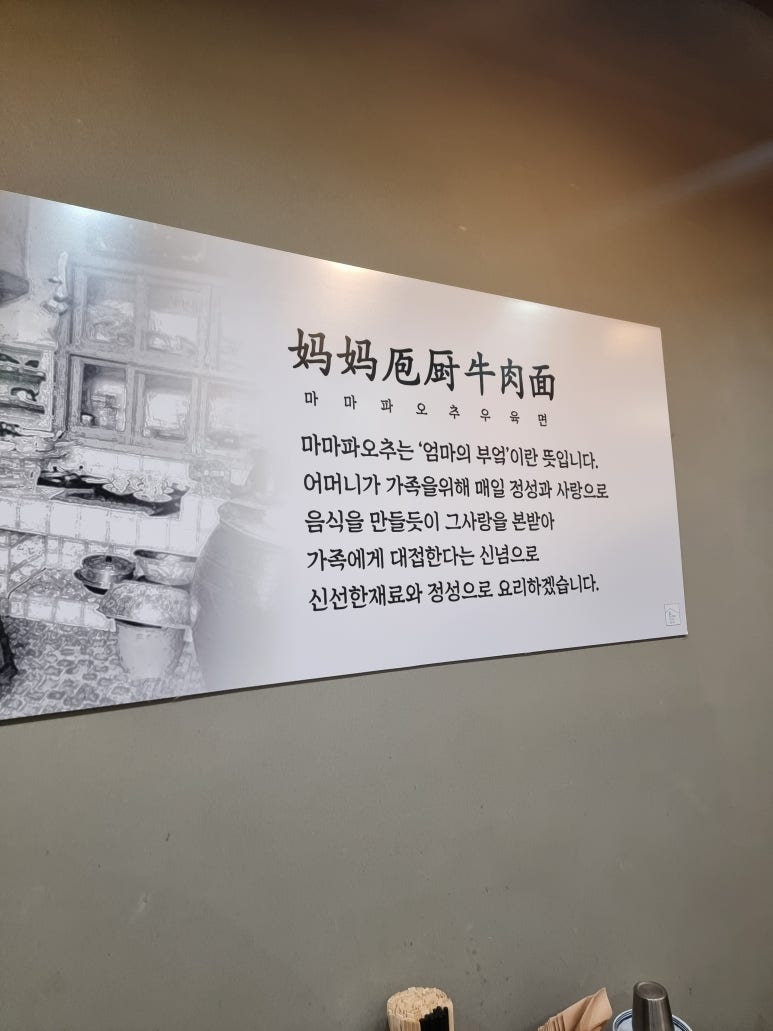 妈妈庖厨牛肉面
마 마 파 오 추 우 육 면
마마파오추는 '엄마의 부엌'이란 뜻입니다.
어머니가 가족을위해 매일 정성과 사랑으로
음식을 만들듯이 그사랑을 본받아
가족에게 대접한다는 신념으로
신선한재료와 정성으로 요리하겠습니다.